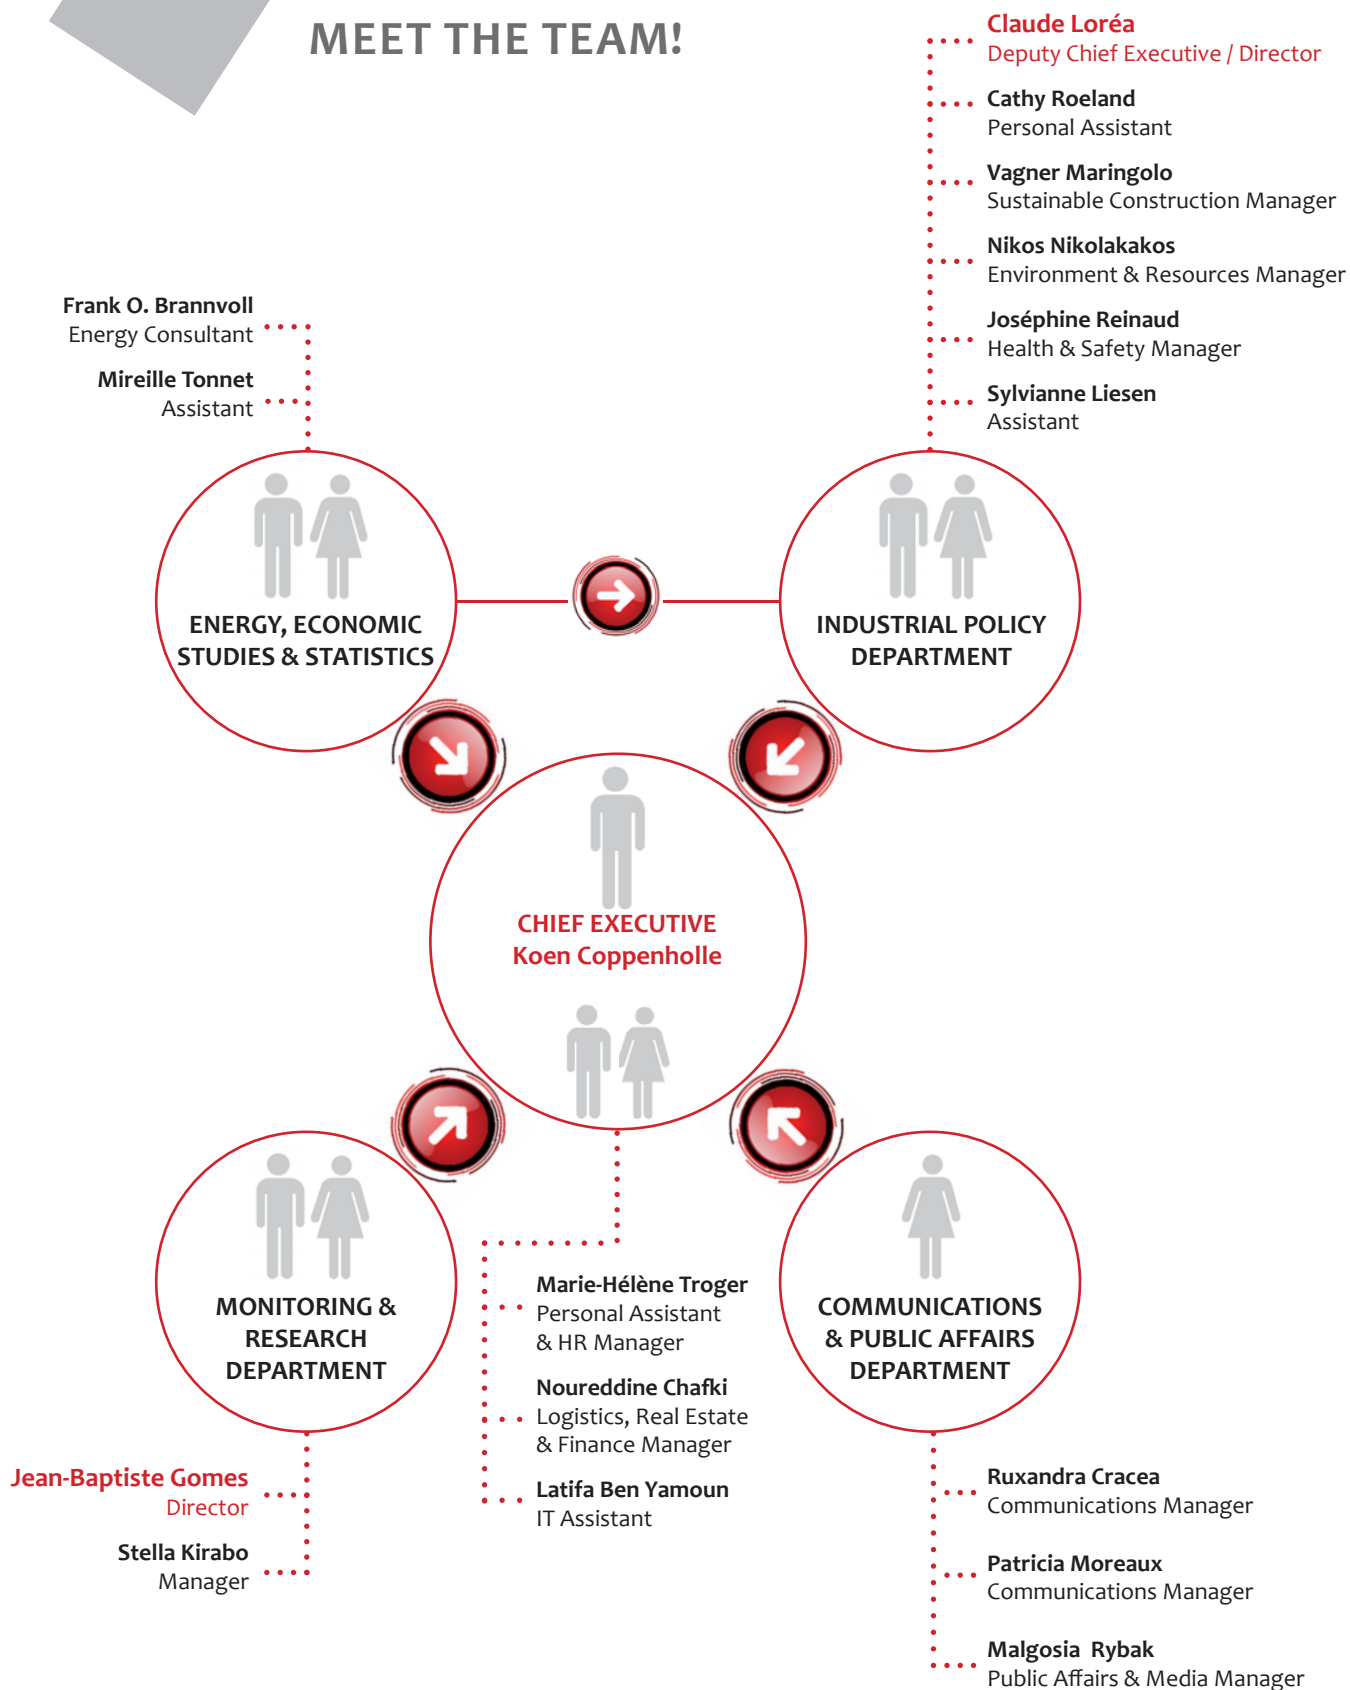 MEET THE TEAM!
Claude Loréa
Deputy Chief Executive / Director
Cathy Roeland
Personal Assistant
Vagner Maringolo
Sustainable Construction Manager
Nikos Nikolakakos
Environment & Resources Manager
Joséphine Reinaud
Health & Safety Manager
Sylvianne Liesen
Assistant
Frank O. Brannvoll
Energy Consultant
Mireille Tonnet
Assistant
ENERGY, ECONOMIC
STUDIES & STATISTICS
INDUSTRIAL POLICY
DEPARTMENT
CHIEF EXECUTIVE
Koen Coppenholle
MONITORING &
RESEARCH
DEPARTMENT
COMMUNICATIONS
& PUBLIC AFFAIRS
DEPARTMENT
Marie-Hélène Troger
Personal Assistant
& HR Manager
Noureddine Chafki
Logistics, Real Estate
& Finance Manager
Latifa Ben Yamoun
IT Assistant
Jean-Baptiste Gomes
Director
Stella Kirabo
Manager
Ruxandra Cracea
Communications Manager
Patricia Moreaux
Communications Manager
Malgosia Rybak
Public Affairs & Media Manager